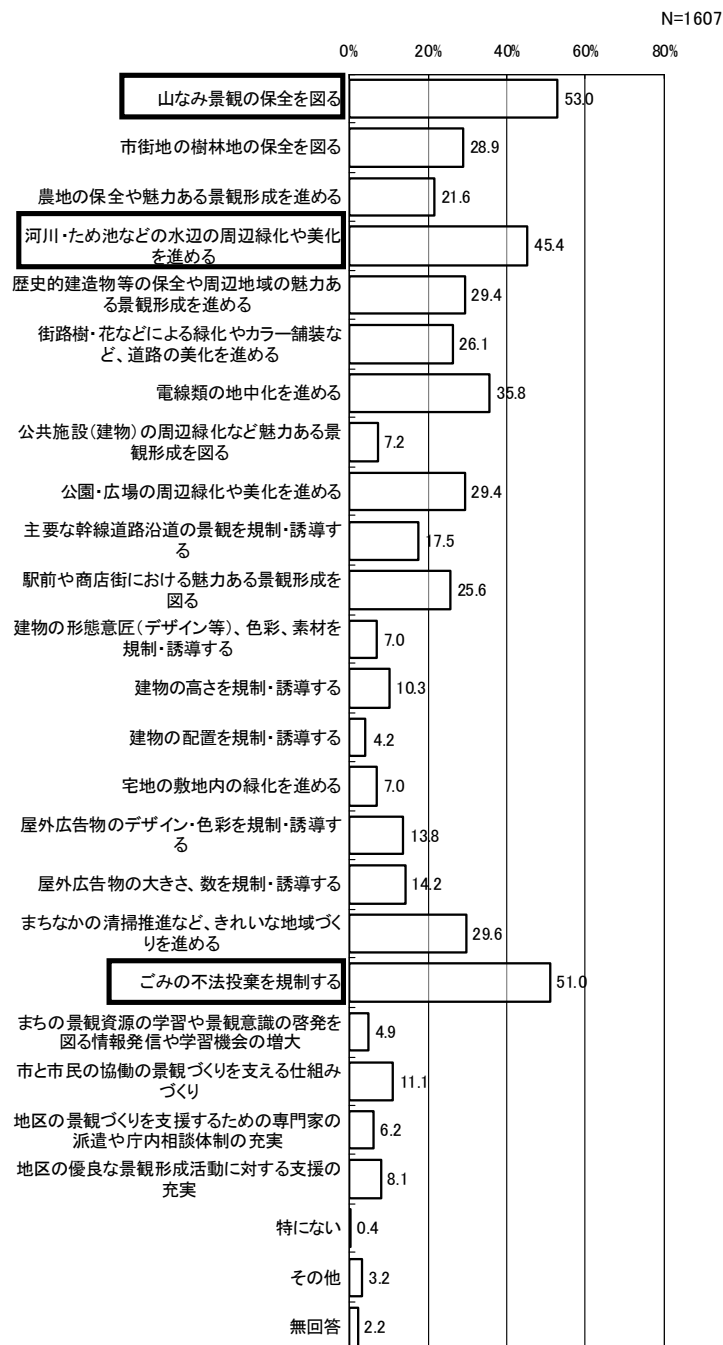 N=1607
0% 20% 40% 60% 80%
山なみ景観の保全を図る 53.0
市街地の樹林地の保全を図る 28.9
農地の保全や魅力ある景観形成を進める 21.6
河川・ため池などの水辺の周辺緑化や美化
を進める 45.4
歴史的建造物等の保全や周辺地域の魅力あ
る景観形成を進める 29.4
街路樹・花などによる緑化やカラー舗装な
ど、道路の美化を進める 26.1
電線類の地中化を進める 35.8
公共施設(建物)の周辺緑化など魅力ある景
観形成を図る 7.2
公園・広場の周辺緑化や美化を進める 29.4
主要な幹線道路沿道の景観を規制・誘導す
る 17.5
駅前や商店街における魅力ある景観形成を
図る 25.6
建物の形態意匠(デザイン等)、色彩、素材を
規制・誘導する 7.0
建物の高さを規制・誘導する 10.3
建物の配置を規制・誘導する 4.2
宅地の敷地内の緑化を進める 7.0
屋外広告物のデザイン・色彩を規制・誘導す
る 13.8
屋外広告物の大きさ、数を規制・誘導する 14.2
まちなかの清掃推進など、きれいな地域づく
りを進める 29.6
ごみの不法投棄を規制する 51.0
まちの景観資源の学習や景観意識の啓発を
図る情報発信や学習機会の増大 4.9
市と市民の協働の景観づくりを支える仕組み
づくり 11.1
地区の景観づくりを支援するための専門家の
派遣や庁内相談体制の充実 6.2
地区の優良な景観形成活動に対する支援の
充実 8.1
特にない 0.4
その他 3.2
無回答 2.2